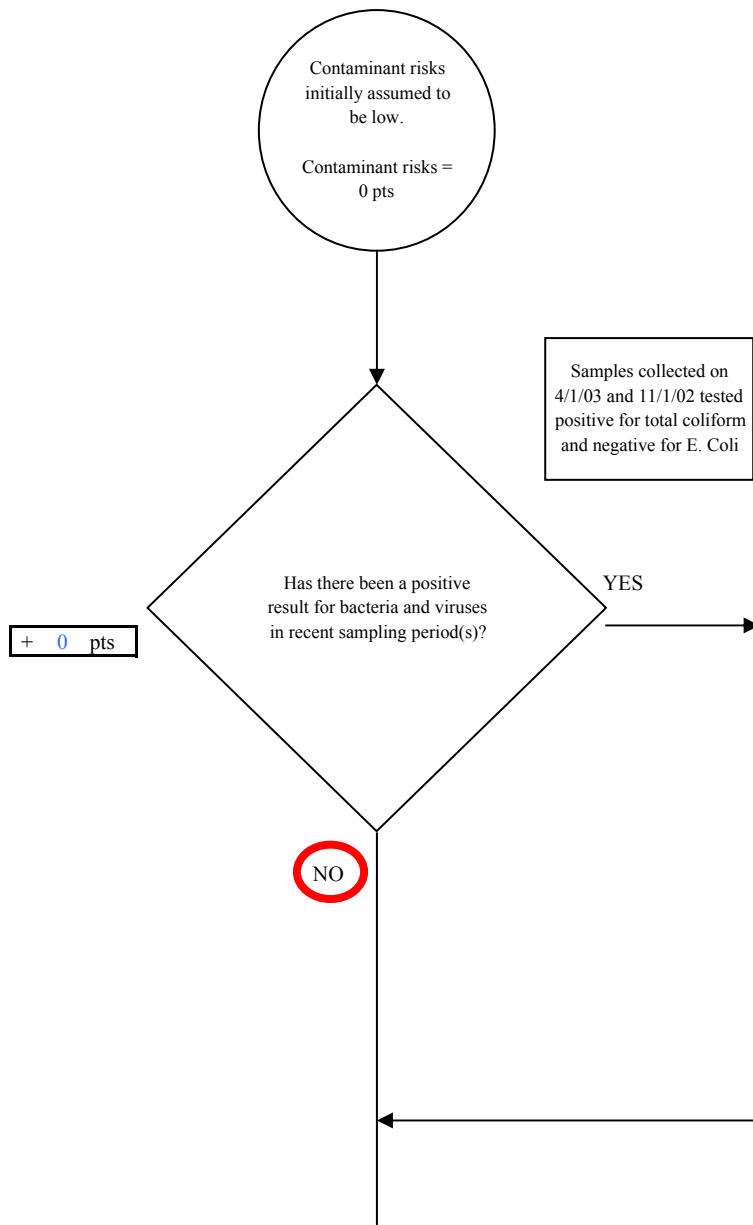 Contaminant risks
initially assumed to
be low.
Contaminant risks =
0 pts
Samples collected on
4/1/03 and 11/1/02 tested
positive for total coliform
and negative for E. Coli
Has there been a positive
result for bacteria and viruses
in recent sampling period(s)?
YES
+ 0 pts
NO